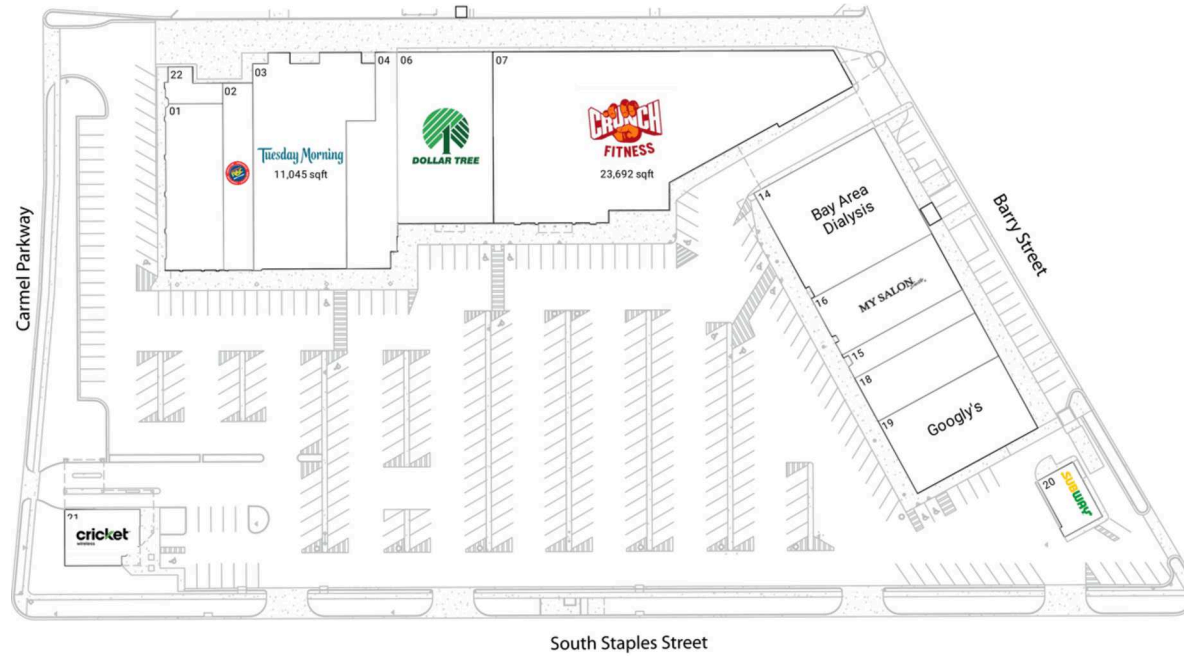 22
01
02
03
Tuesday Morning
11,045 sqft
04
06
DOLLAR TREE
07
CRUNCH
FITNESS
23,692 sqft
14
Bay Area
Dialysis
16
MY SALON
15
18
19
Googly's
20
SUBWAY
21
cricket
wireless
Carmel Parkway
Barry Street
South Staples Street